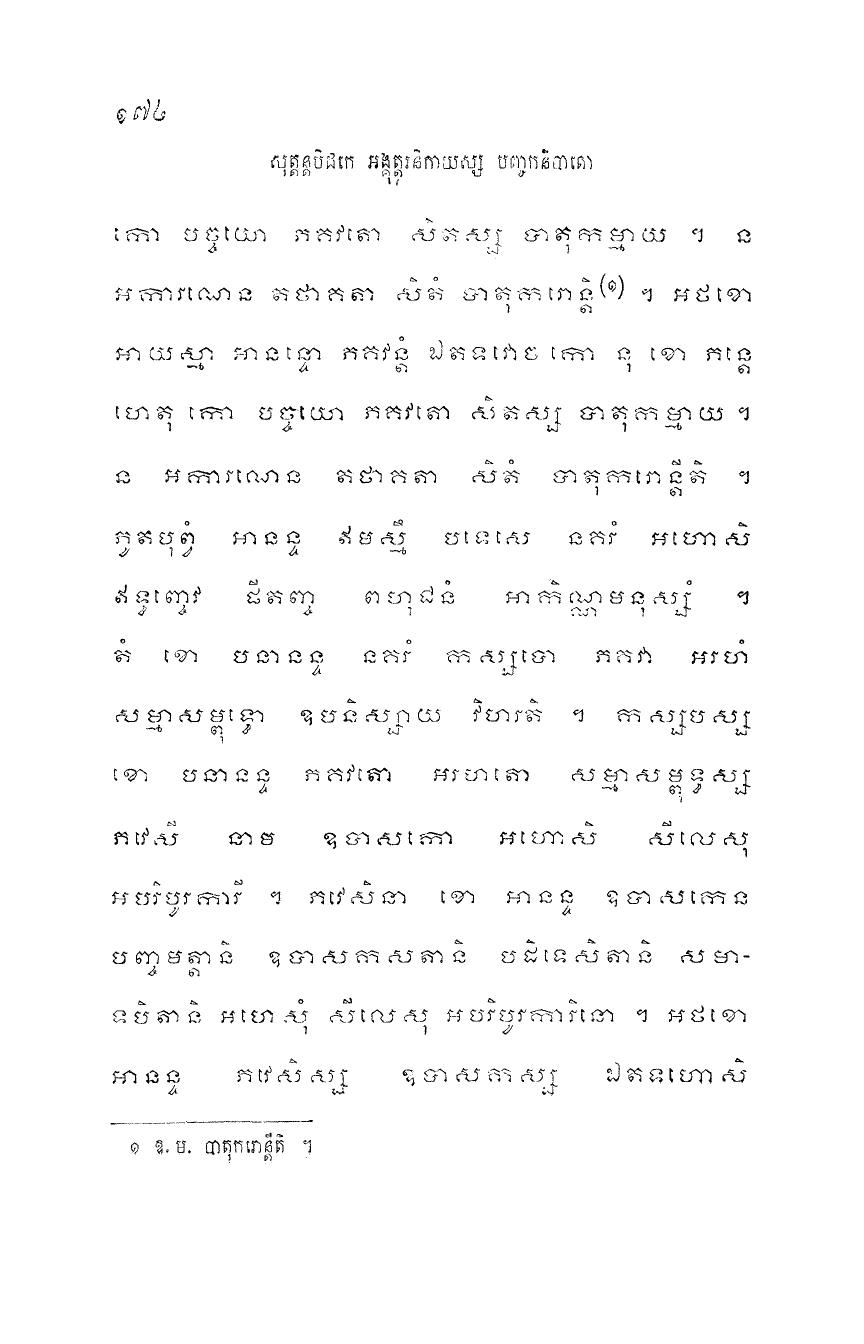 ១៧៤
សុត្តន្តបិដកេ អង្គុត្តរនិកាយស្ស បញ្ចកនិបាតោ
កោ បច្ចយោ ភគវតោ សិតស្ស បាតុកម្មាយ ។ ន
អការណេន តថាគតា សិតំ បាតុករោន្តិ(១) ។ អថខោ
អាយស្មា អានន្ទោ ភគវន្តំ ឯតទវោច កោ នុ ខោ ភន្តេ
ហេតុ កោ បច្ចយោ ភគវតោ សិតស្ស បាតុកម្មាយ ។
ន អការណេន តថាគតា សិតំ បាតុករោន្តីតិ ។
ភូតបុព្វំ អានន្ទ ឥមស្មឹ បទេសេ នគរំ អហោសិ
ឥទ្ធញ្ចេវ ផីតញ្ច ពហុជនំ អាកិណ្ណមនុស្សំ ។
តំ ខោ បនានន្ទ នគរំ កស្សបោ ភគវា អរហំ
សម្មាសម្ពុទ្ធោ ឧបនិស្សាយ វិហរតិ ។ កស្សបស្ស
ខោ បនានន្ទ ភគវតោ អរហតោ សម្មាសម្ពុទ្ធស្ស
ភវេសី នាម ឧបាសកោ អហោសិ សីលេសុ
អបរិបូរការី ។ ភវេសិនា ខោ អានន្ទ ឧបាសកេន
បញ្ចមត្តានិ ឧបាសកសតានិ បដិទេសិតានិ សមា-
ទបិតានិ អហេសុំ សីលេសុ អបរិបូរការិនោ ។ អថខោ
អានន្ទ ភវេសិស្ស ឧបាសកស្ស ឯតទហោសិ
១ ឱ. ម. បាតុករោន្តីតិ ។